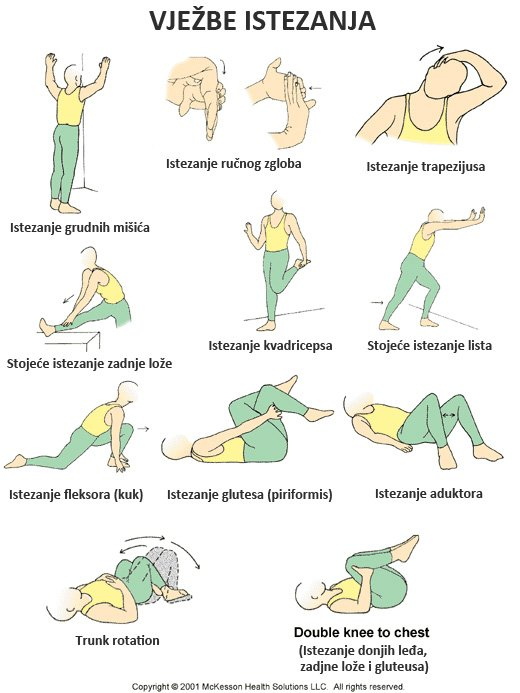 VJEŽBE ISTEZANJA
Istezanje ručnog zgloba
Istezanje trapezijusa
Istezanje grudnih mišića
Istezanje kvadricepsa
Stojeće istezanje lista
Stojeće istezanje zadnje lože
Istezanje fleksora (kuk)
Istezanje glutesa (piriformis)
Istezanje aduktora
Trunk rotation
Double knee to chest
(Istezanje donjih leđa,
zadjne lože i gluteusa)
Copyright © 2001 McKesson Health Solutions LLC. All rights reserved.